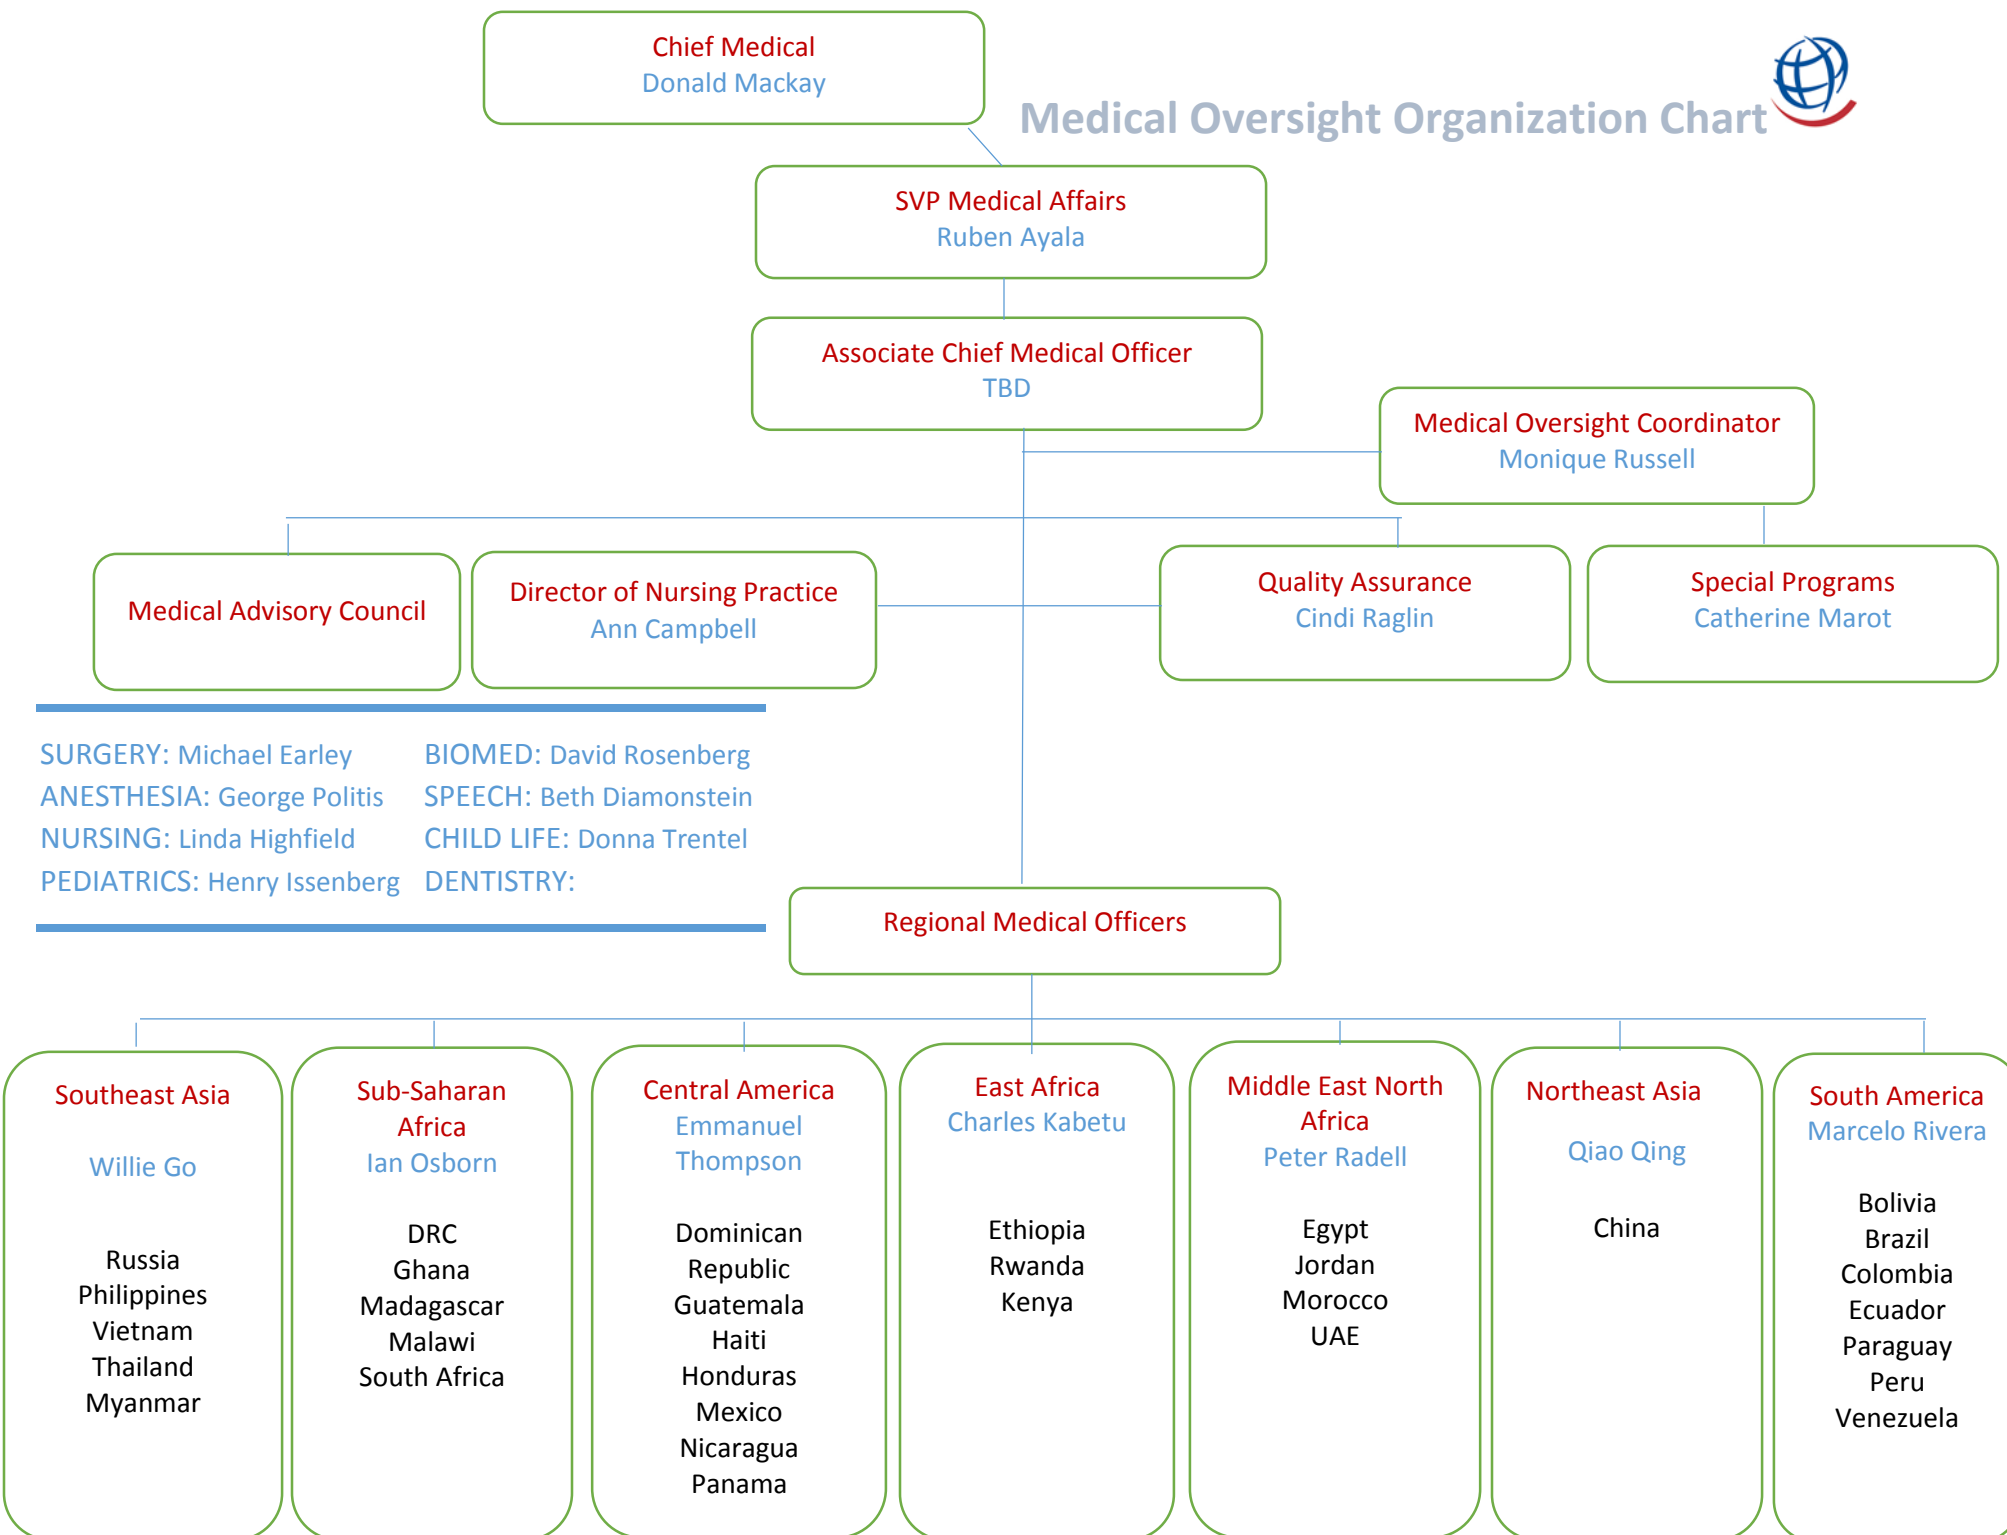 Chief Medical
Donald Mackay
Medical Oversight Organization Chart
SVP Medical Affairs
Ruben Ayala
Associate Chief Medical Officer
TBD
Medical Oversight Coordinator
Monique Russell
Medical Advisory Council
Director of Nursing Practice
Ann Campbell
Quality Assurance
Cindi Raglin
Special Programs
Catherine Marot
SURGERY: Michael Earley
ANESTHESIA: George Politis
NURSING: Linda Highfield
PEDIATRICS: Henry Issenberg
BIOMED: David Rosenberg
SPEECH: Beth Diamonstein
CHILD LIFE: Donna Trentel
DENTISTRY:
Regional Medical Officers
Southeast Asia
Willie Go
Russia
Philippines
Vietnam
Thailand
Myanmar
Sub-Saharan
Africa
Ian Osborn
DRC
Ghana
Madagascar
Malawi
South Africa
Central America
Emmanuel
Thompson
Dominican
Republic
Guatemala
Haiti
Honduras
Mexico
Nicaragua
Panama
East Africa
Charles Kabetu
Ethiopia
Rwanda
Kenya
Middle East North
Africa
Peter Radell
Egypt
Jordan
Morocco
UAE
Northeast Asia
Qiao Qing
China
South America
Marcelo Rivera
Bolivia
Brazil
Colombia
Ecuador
Paraguay
Peru
Venezuela